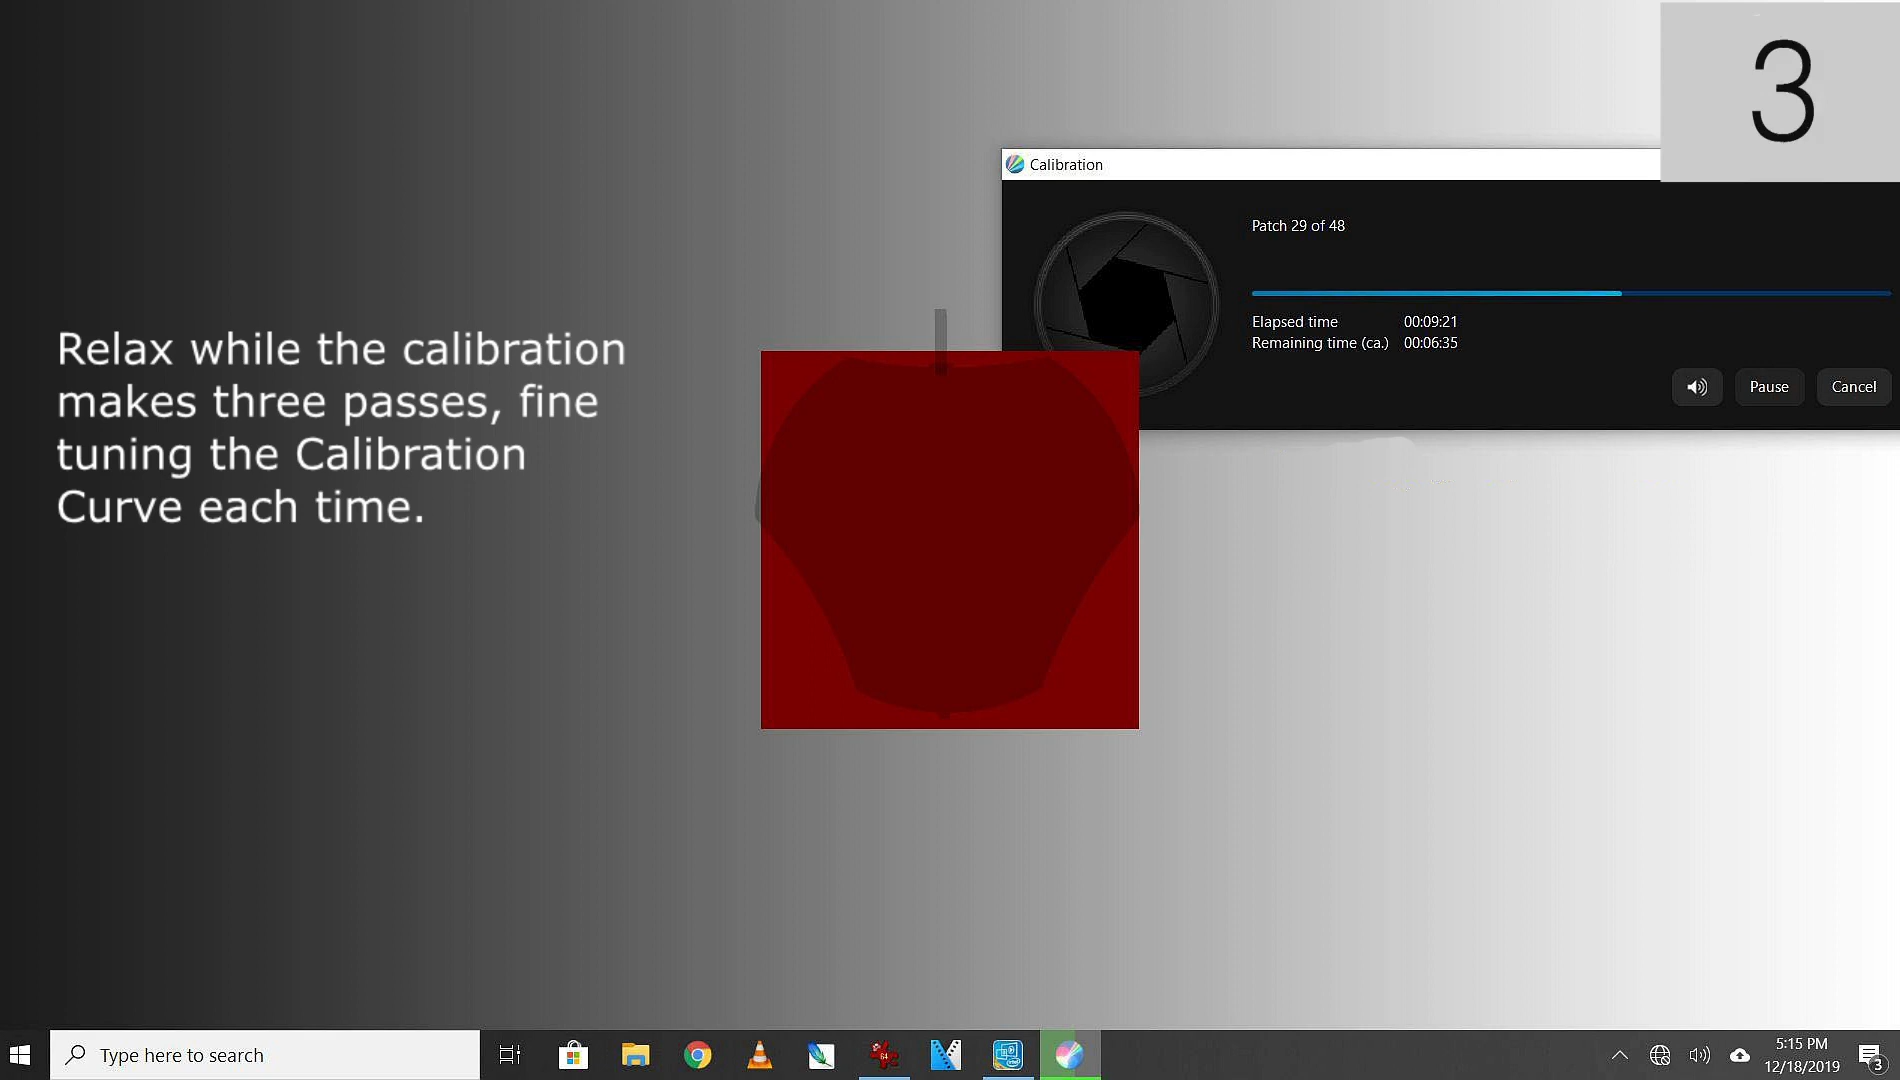 3
Calibration
Patch 29 of 48
Elapsed time 00:09:21
Remaining time (ca.) 00:06:35
Pause Cancel
Relax while the calibration
makes three passes, fine
tuning the Calibration
Curve each time.
Type here to search
64
5:15 PM
12/18/2019
3